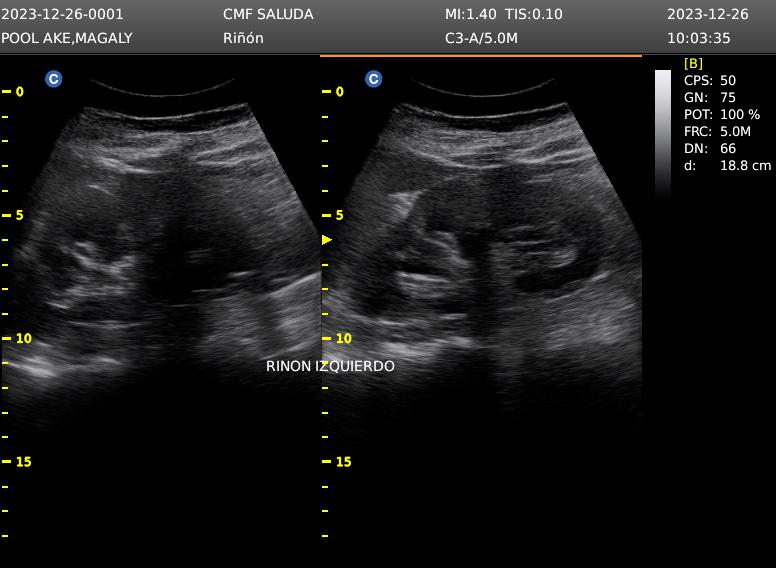 2023-12-26-0001 CMF SALUDA MI:1.40 TIS:0.10 2023-12-26
POOL AKE,MAGALY Riñón C3-A/5.0M 10:03:35
[B]
CPS: 50
GN: 75
POT: 100 %
FRC: 5.0M
DN: 66
d: 18.8 cm
C C
0 0
5 5
10 10
RINON IZQUIERDO
15 15